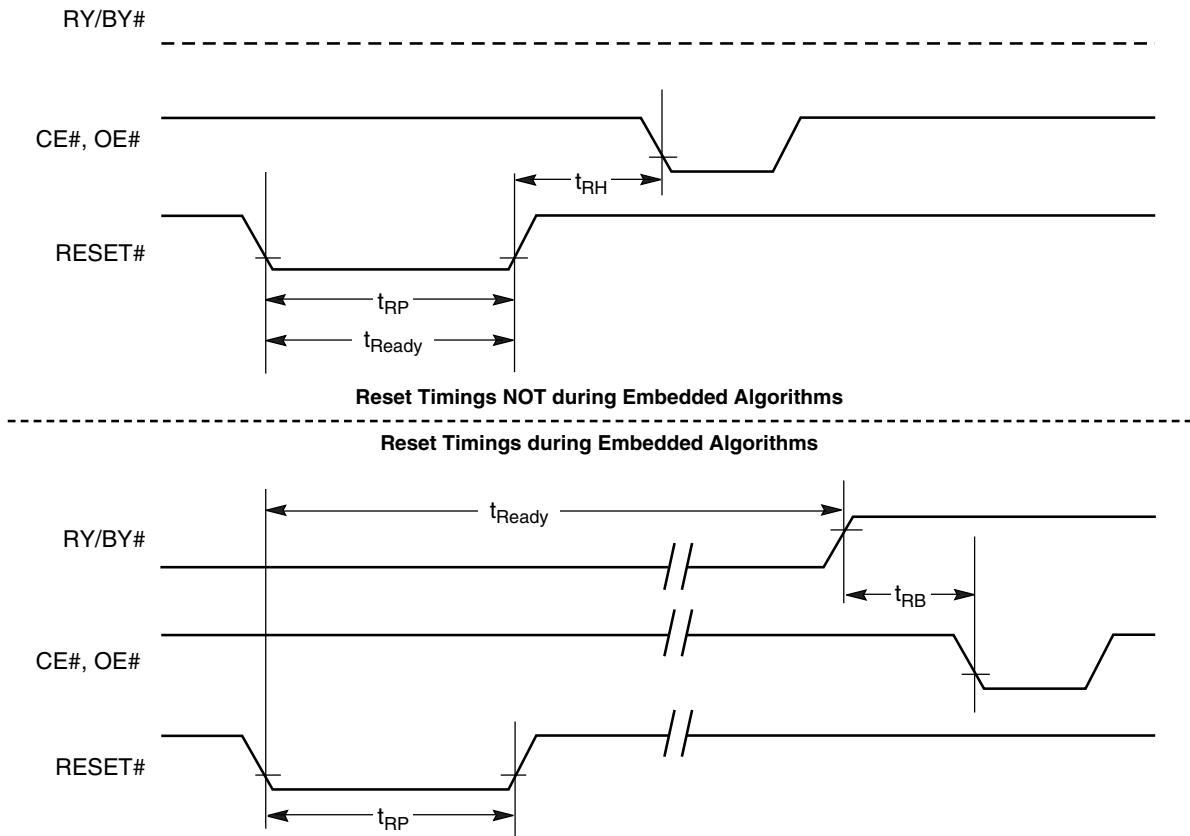 RY/BY#
CE#, OE#
tRH
RESET#
tRP
tReady
Reset Timings NOT during Embedded Algorithms
Reset Timings during Embedded Algorithms
tReady
RY/BY#
tRB
CE#, OE#
RESET#
tRP